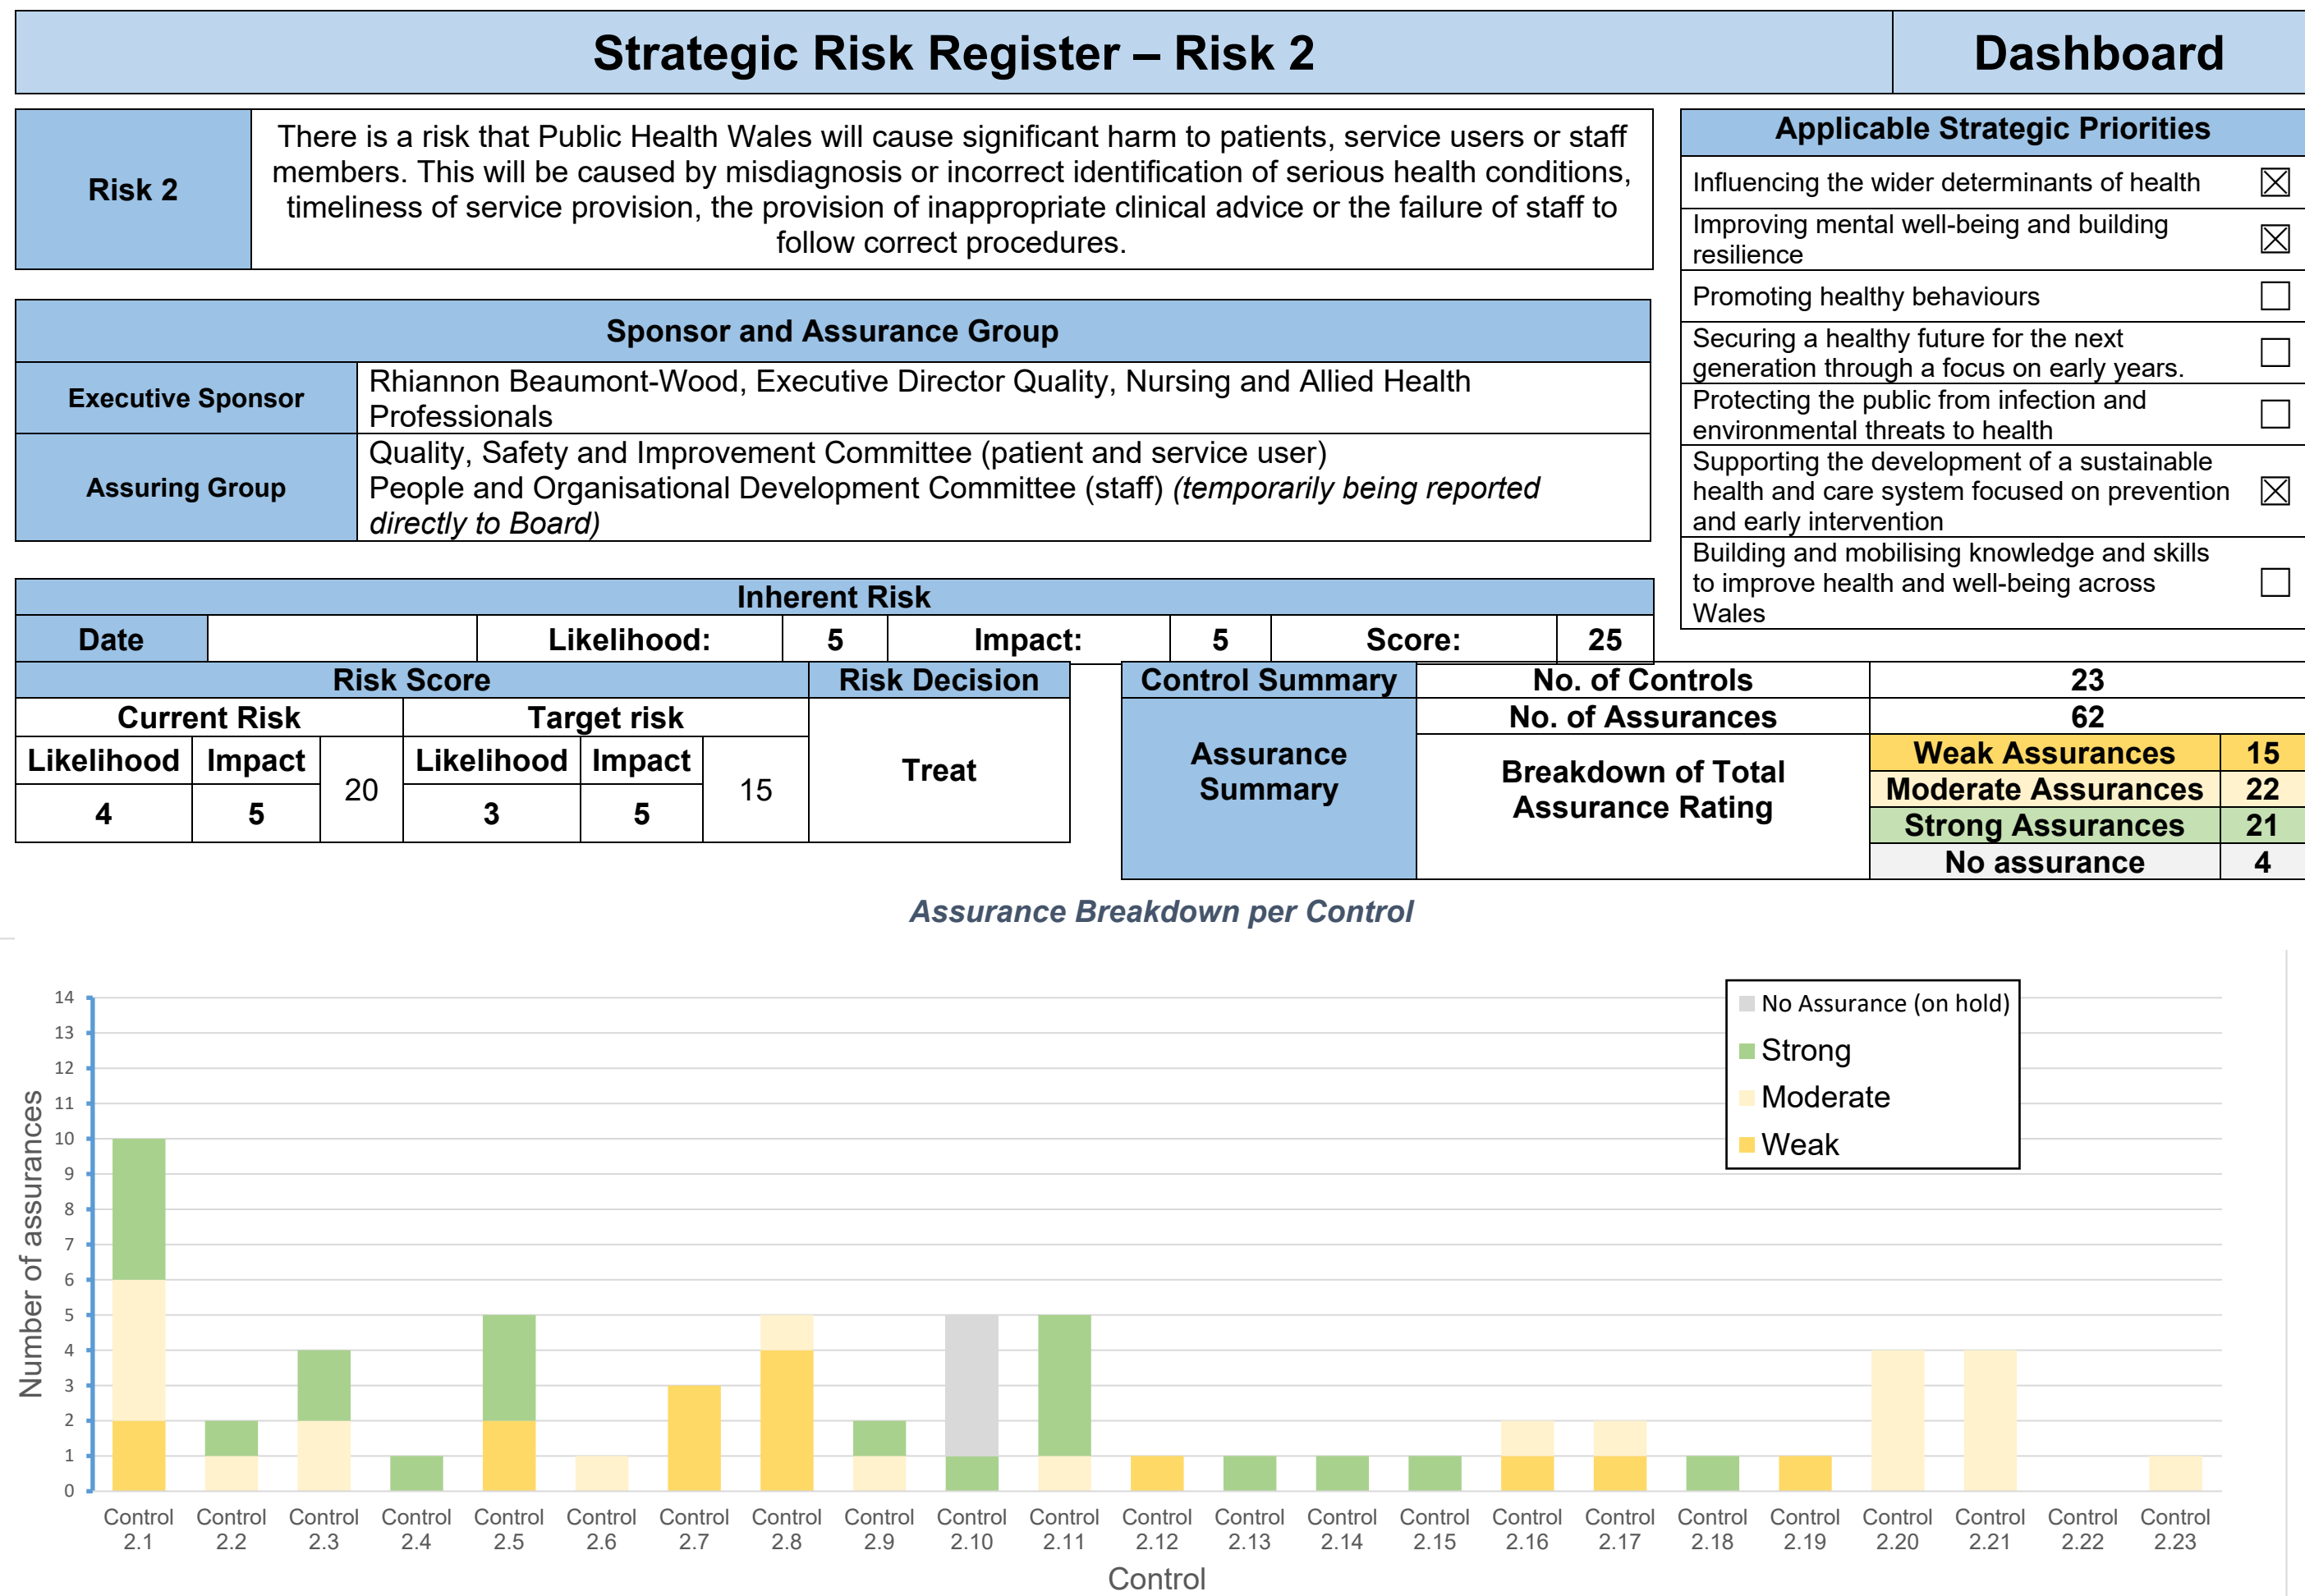 Strategic Risk Register – Risk 2
Dashboard
Risk 2
There is a risk that Public Health Wales will cause significant harm to patients, service users or staff
members. This will be caused by misdiagnosis or incorrect identification of serious health conditions,
timeliness of service provision, the provision of inappropriate clinical advice or the failure of staff to
follow correct procedures.
Applicable Strategic Priorities
Influencing the wider determinants of health ☒
Improving mental well-being and building
resilience ☒
Promoting healthy behaviours ☐
Securing a healthy future for the next
generation through a focus on early years. ☐
Protecting the public from infection and
environmental threats to health ☐
Supporting the development of a sustainable
health and care system focused on prevention ☒
and early intervention
Building and mobilising knowledge and skills
to improve health and well-being across ☐
Wales
Sponsor and Assurance Group
Executive Sponsor
Rhiannon Beaumont-Wood, Executive Director Quality, Nursing and Allied Health
Professionals
Assuring Group
Quality, Safety and Improvement Committee (patient and service user)
People and Organisational Development Committee (staff) (temporarily being reported
directly to Board)
Inherent Risk
Date Likelihood: 5 Impact: 5 Score: 25
Risk Score Risk Decision
Current Risk Target risk
Likelihood Impact 20 Likelihood Impact 15 Treat
4 5 3 5
Control Summary No. of Controls 23
No. of Assurances 62
Assurance
Summary
Breakdown of Total
Assurance Rating
Weak Assurances 15
Moderate Assurances 22
Strong Assurances 21
No assurance 4
Assurance Breakdown per Control
Number of assurances
14
13
12
11
10
9
8
7
6
5
4
3
2
1
0
No Assurance (on hold)
Strong
Moderate
Weak
Control 2.1
Control 2.2
Control 2.3
Control 2.4
Control 2.5
Control 2.6
Control 2.7
Control 2.8
Control 2.9
Control 2.10
Control 2.11
Control 2.12
Control 2.13
Control 2.14
Control 2.15
Control 2.16
Control 2.17
Control 2.18
Control 2.19
Control 2.20
Control 2.21
Control 2.22
Control 2.23
Control